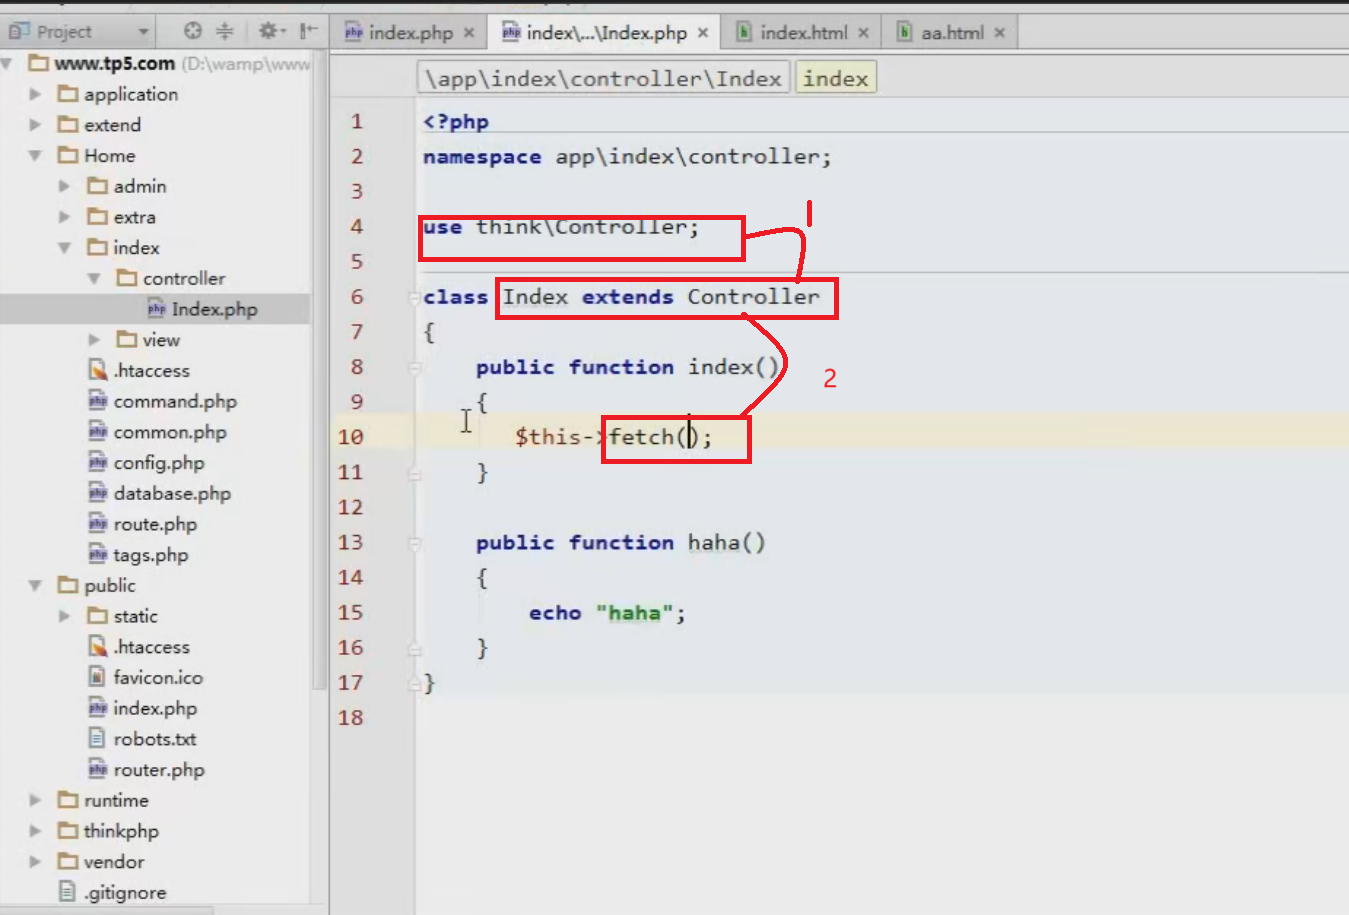 Project
index.php
index\...\Index.php
index.html
aa.html
www.tp5.com (D:\wamp\www
application
extend
Home
admin
extra
index
controller
Index.php
view
.htaccess
command.php
common.php
config.php
database.php
route.php
tags.php
public
static
.htaccess
favicon.ico
index.php
robots.txt
router.php
runtime
thinkphp
vendor
.gitignore
\app\index\controller\Index index
1 <?php
2 namespace app\index\controller;
3
4 use think\Controller;
5
6 class Index extends Controller
7 {
8 public function index()
9 {
10 $this->fetch();
11 }
12
13 public function haha()
14 {
15 echo "haha";
16 }
17 }
18
1
2